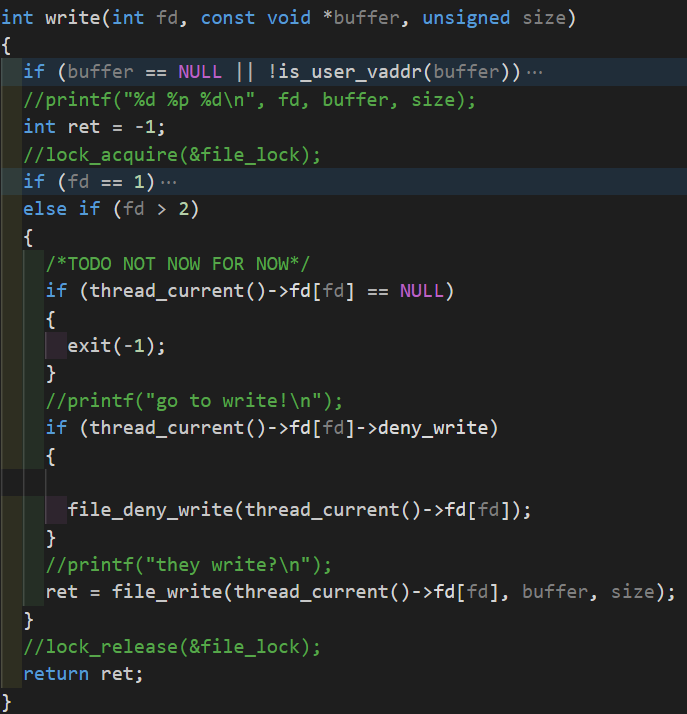 int write(int fd, const void *buffer, unsigned size)
{
  if (buffer == NULL || !is_user_vaddr(buffer))···
  //printf("%d %p %d\n", fd, buffer, size);
  int ret = -1;
  //lock_acquire(&file_lock);
  if (fd == 1)···
  else if (fd > 2)
  {
    /*TODO NOT NOW FOR NOW*/
    if (thread_current()->fd[fd] == NULL)
    {
      exit(-1);
    }
    //printf("go to write!\n");
    if (thread_current()->fd[fd]->deny_write)
    {

      file_deny_write(thread_current()->fd[fd]);
    }
    //printf("they write?\n");
    ret = file_write(thread_current()->fd[fd], buffer, size);
  }
  //lock_release(&file_lock);
  return ret;
}